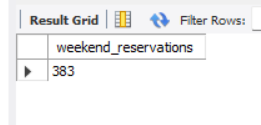 Result Grid Filter Rows:
weekend_reservations
383